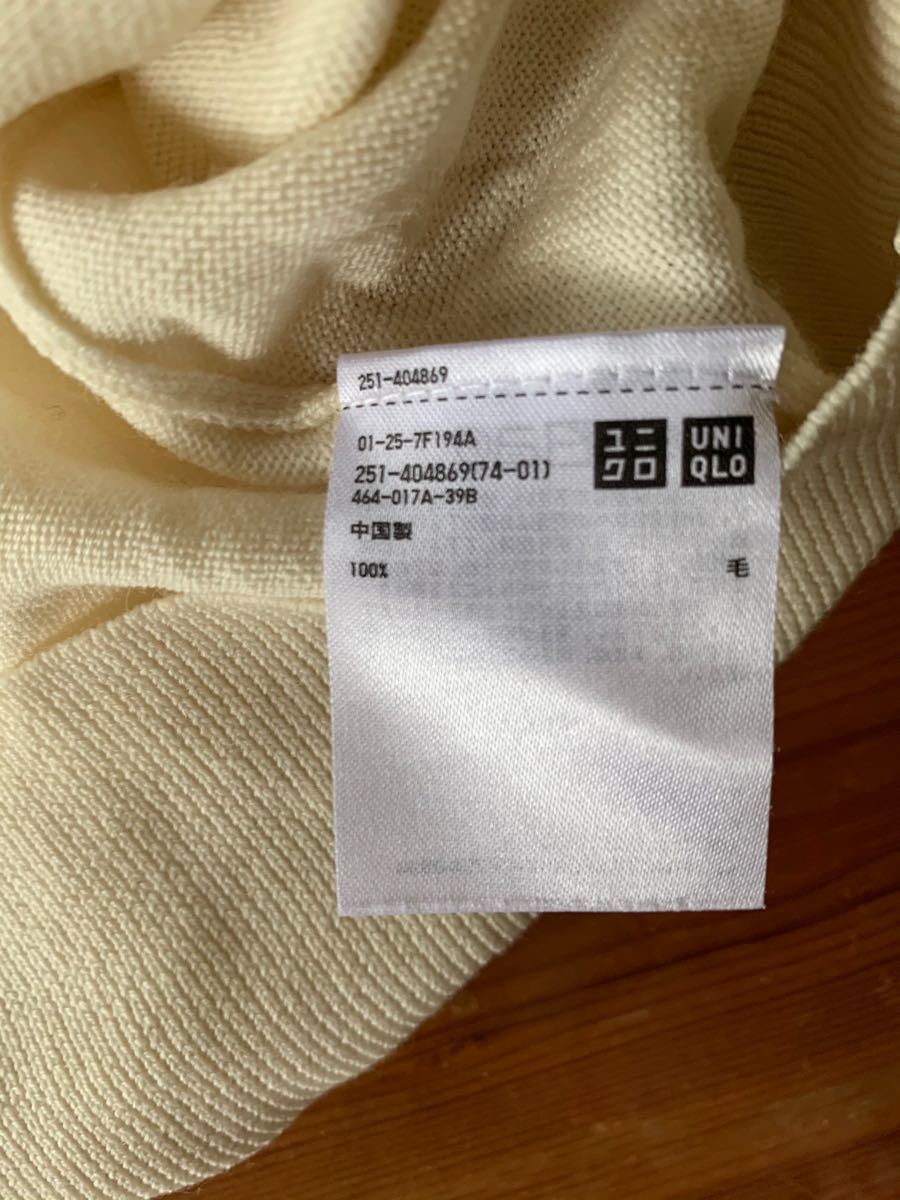 251-404869
01-25-7F194A
251-404869(74-01)
464-017A-39B
中国製
100% 毛
ユニ
クロ
UNI
QLO